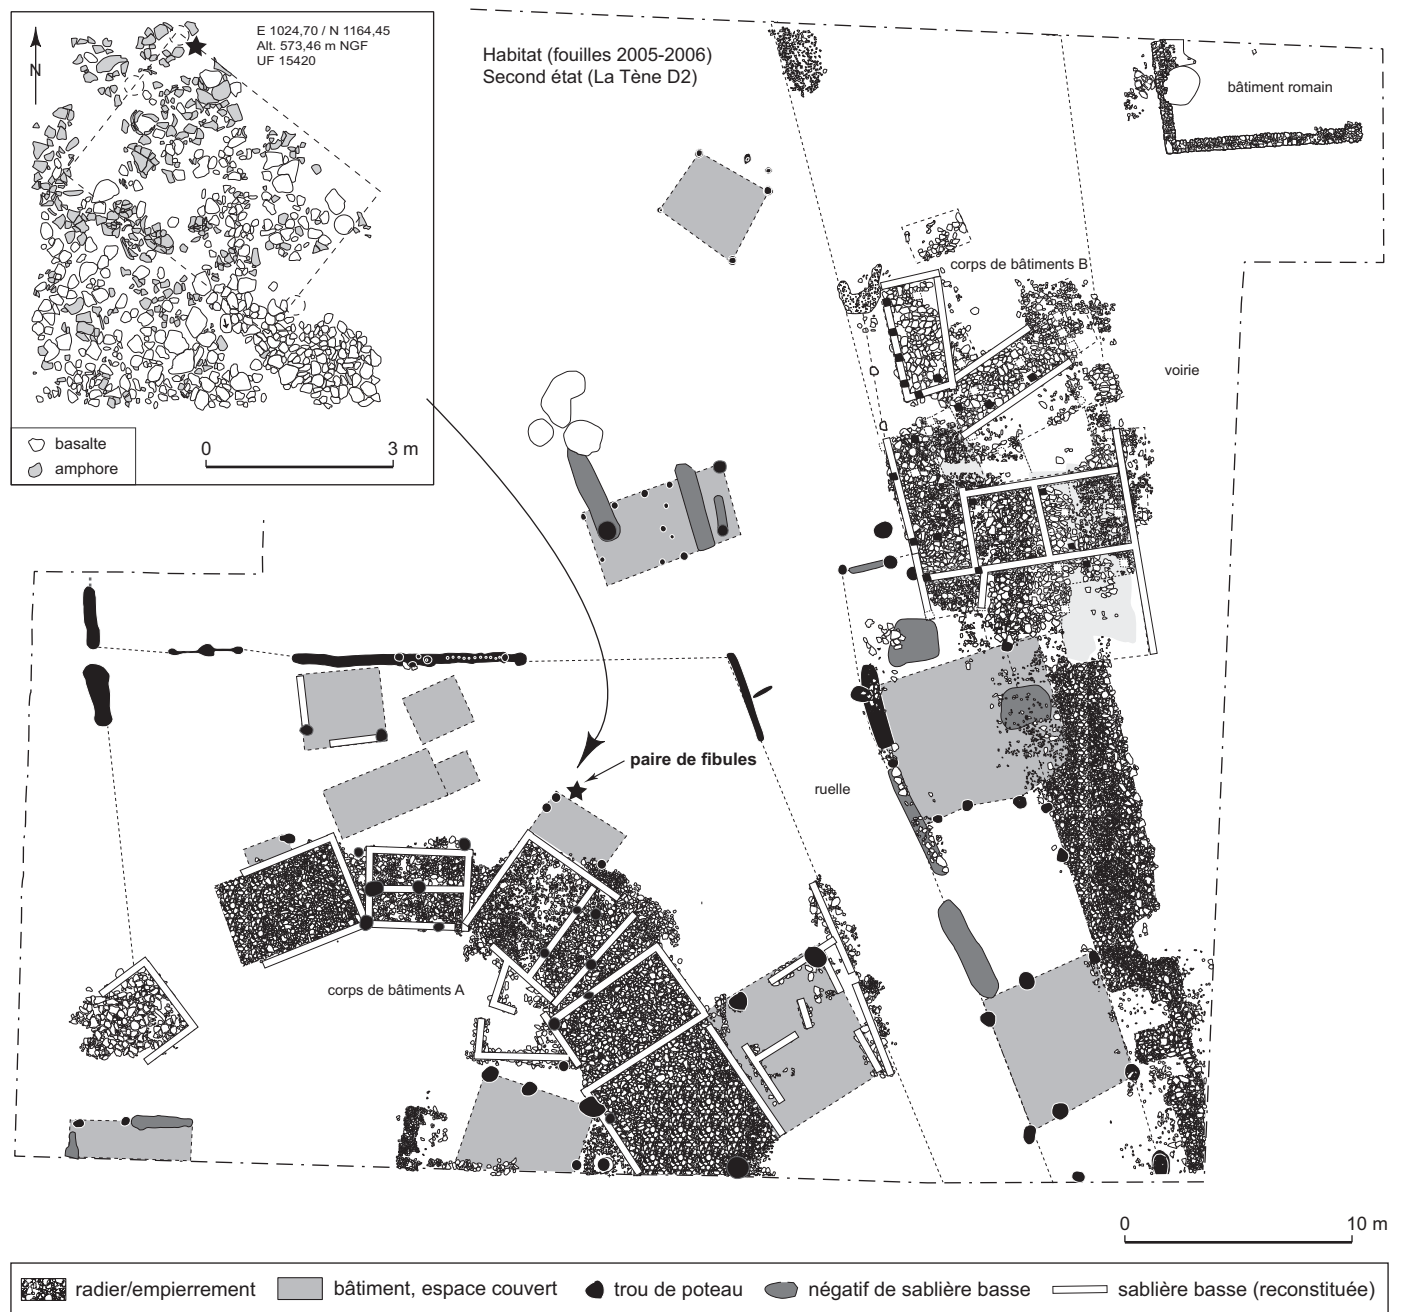 E 1024,70 / N 1164,45
Alt. 573,46 m NGF
UF 15420
N
basalte
amphore
0 3 m
Habitat (fouilles 2005-2006)
Second état (La Tène D2)
bâtiment romain
corps de bâtiments B
voirie
paire de fibules
ruelle
corps de bâtiments A
0 10 m
radier/empierrement bâtiment, espace couvert trou de poteau négatif de sablière basse sablière basse (reconstituée)